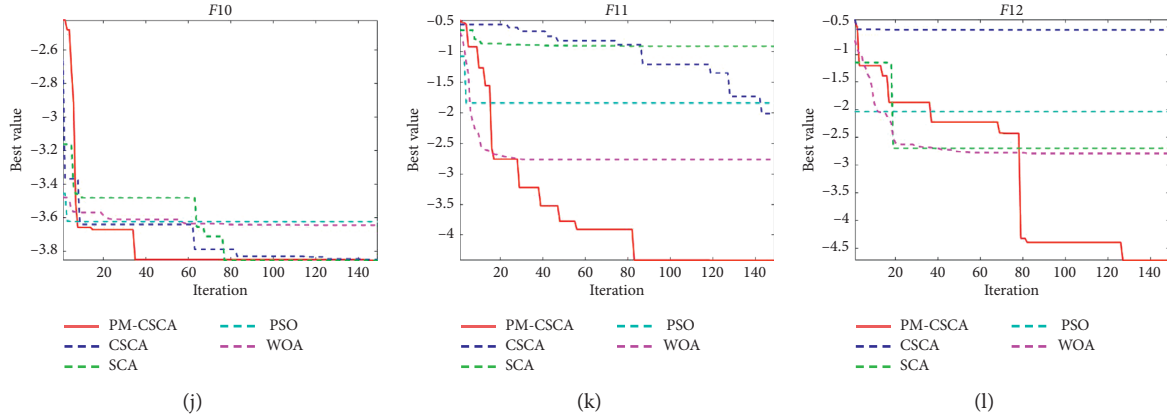 F10
Best value
−2.6
−2.8
−3
−3.2
−3.4
−3.6
−3.8
20 40 60 80 100 120 140
Iteration
PM-CSCA
CSCA
SCA
PSO
WOA
(j)
F11
Best value
−0.5
−1
−1.5
−2
−2.5
−3
−3.5
−4
20 40 60 80 100 120 140
Iteration
PM-CSCA
CSCA
SCA
PSO
WOA
(k)
F12
Best value
−0.5
−1
−1.5
−2
−2.5
−3
−3.5
−4
−4.5
20 40 60 80 100 120 140
Iteration
PM-CSCA
CSCA
SCA
PSO
WOA
(l)